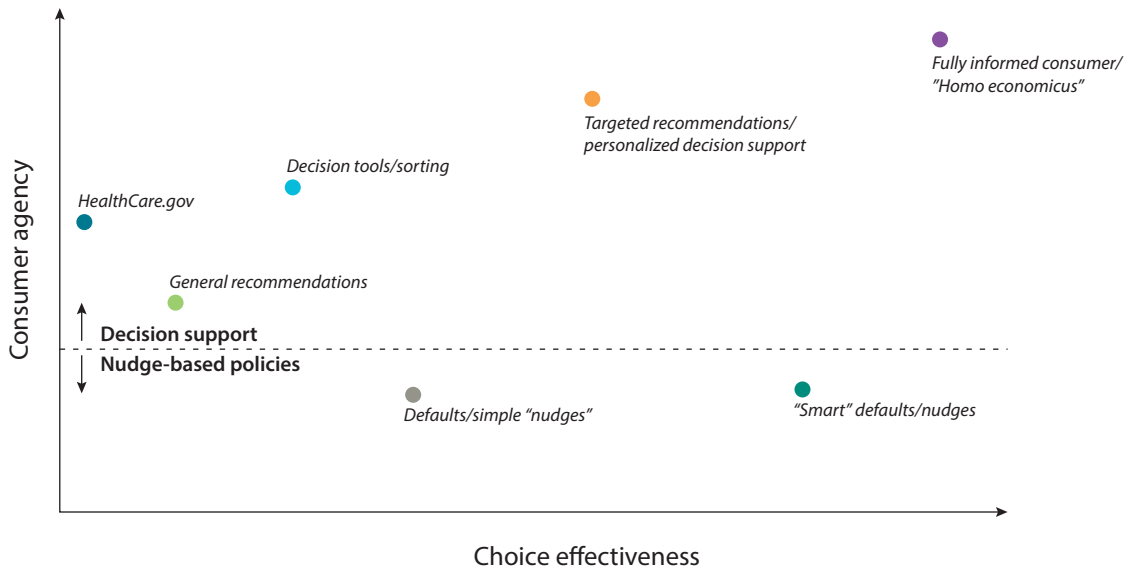 Fully informed consumer/
"Homo economicus"
Targeted recommendations/
personalized decision support
Decision tools/sorting
HealthCare.gov
General recommendations
Consumer agency
Decision support
Nudge-based policies
Defaults/simple “nudges”
“Smart” defaults/nudges
Choice effectiveness